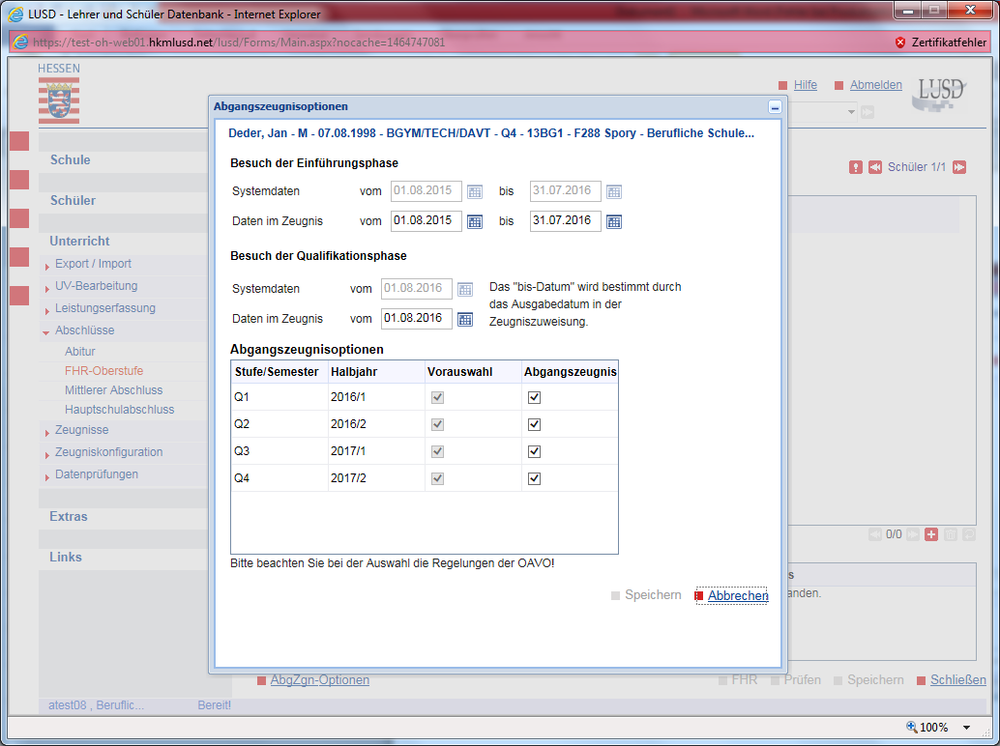 LUSD - Lehrer und Schüler Datenbank - Internet Explorer
https://test-oh-web01.hkmlusd.net/lusd/Forms/Main.aspx?nocache=1464747081
Zertifikatfehler
HESSEN
Hilfe
Abmelden
LUSD
Schüler 1/1
Schule
Schüler
Unterricht
Export / Import
UV-Bearbeitung
Leistungserfassung
Abschlüsse
Abitur
FHR-Oberstufe
Mittlerer Abschluss
Hauptschulabschluss
Zeugnisse
Zeugniskonfiguration
Datenprüfungen
Extras
Links
Abgangszeugnisoptionen
Deder, Jan - M - 07.08.1998 - BGYM/TECH/DAVT - Q4 - 13BG1 - F288 Spory - Berufliche Schule...
Besuch der Einführungsphase
Systemdaten vom 01.08.2015 bis 31.07.2016
Daten im Zeugnis vom 01.08.2015 bis 31.07.2016
Besuch der Qualifikationsphase
Systemdaten vom 01.08.2016
Daten im Zeugnis vom 01.08.2016
Das "bis-Datum" wird bestimmt durch
das Ausgabedatum in der
Zeugniszuweisung.
Abgangszeugnisoptionen
Stufe/Semester Halbjahr Vorauswahl Abgangszeugnis
Q1 2016/1
Q2 2016/2
Q3 2017/1
Q4 2017/2
Bitte beachten Sie bei der Auswahl die Regelungen der OAVO!
Speichern Abbrechen
0/0
s
anden.
AbgZgn-Optionen
FHR Prüfen Speichern Schließen
atest08 , Beruflic... Bereit!
100%